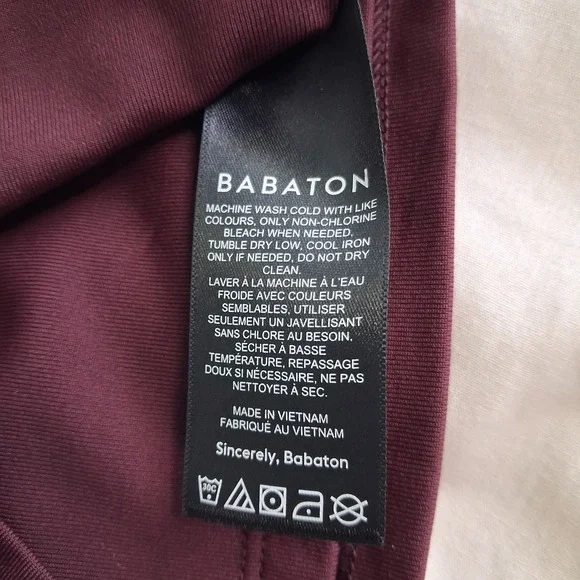 BABATON
MACHINE WASH COLD WITH LIKE
COLOURS, ONLY NON-CHLORINE
BLEACH WHEN NEEDED,
TUMBLE DRY LOW, COOL IRON
ONLY IF NEEDED, DO NOT DRY
CLEAN.
LAVER À LA MACHINE À L'EAU
FROIDE AVEC COULEURS
SEMBLABLES, UTILISER
SEULEMENT UN JAVELLISANT
SANS CHLORE AU BESOIN,
SÉCHER À BASSE
TEMPÉRATURE, REPASSAGE
DOUX SI NÉCESSAIRE, NE PAS
NETTOYER À SEC.
MADE IN VIETNAM
FABRIQUÉ AU VIETNAM
Sincerely, Babaton
30C